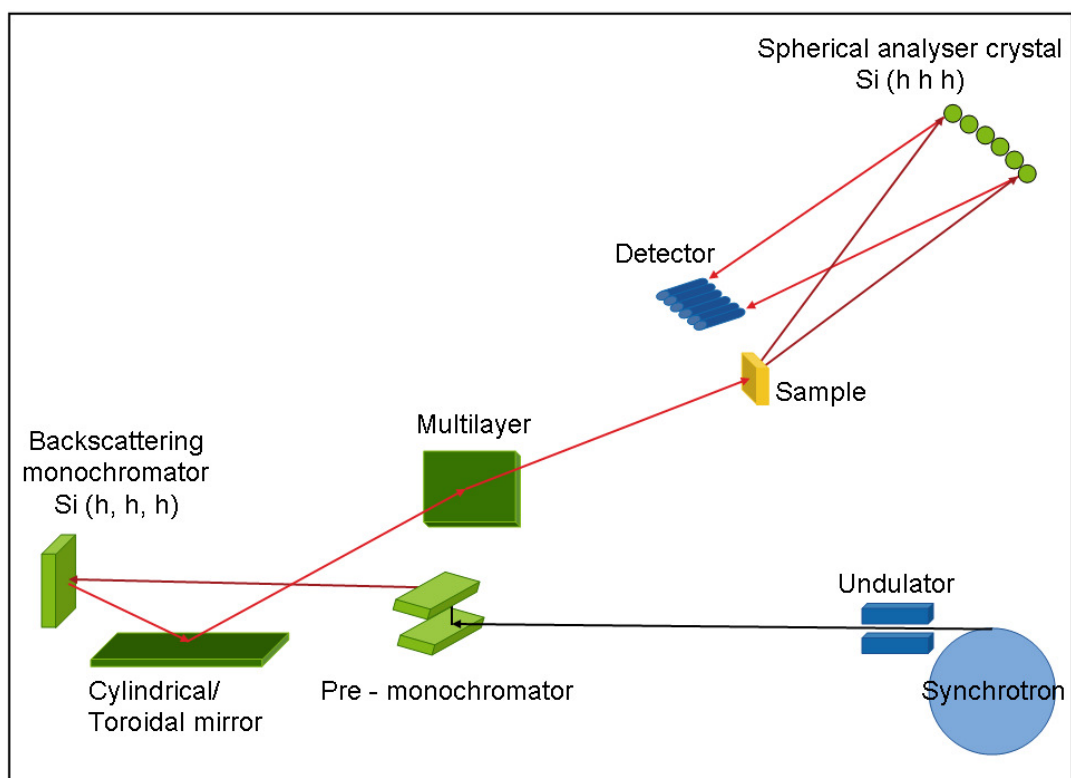 Spherical analyser crystal
Si (h h h)
Detector
Sample
Multilayer
Backscattering
monochromator
Si (h, h, h)
Undulator
Cylindrical/
Toroidal mirror
Pre - monochromator
Synchrotron